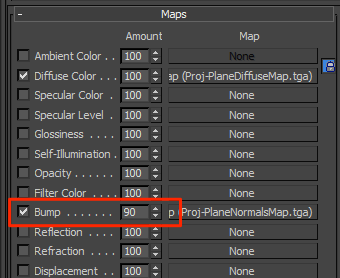 - Maps
Amount Map
Ambient Color . . 100 None
Diffuse Color . . . 100 ap (Proj-PlaneDiffuseMap.tga)
Specular Color . 100 None
Specular Level . 100 None
Glossiness . . . . 100 None
Self-Illumination . 100 None
Opacity . . . . . . 100 None
Filter Color . . . . 100 None
Bump . . . . . . . 90 p (Proj-PlaneNormalsMap.tga)
Reflection . . . . 100 None
Refraction . . . . 100 None
Displacement . . 100 None